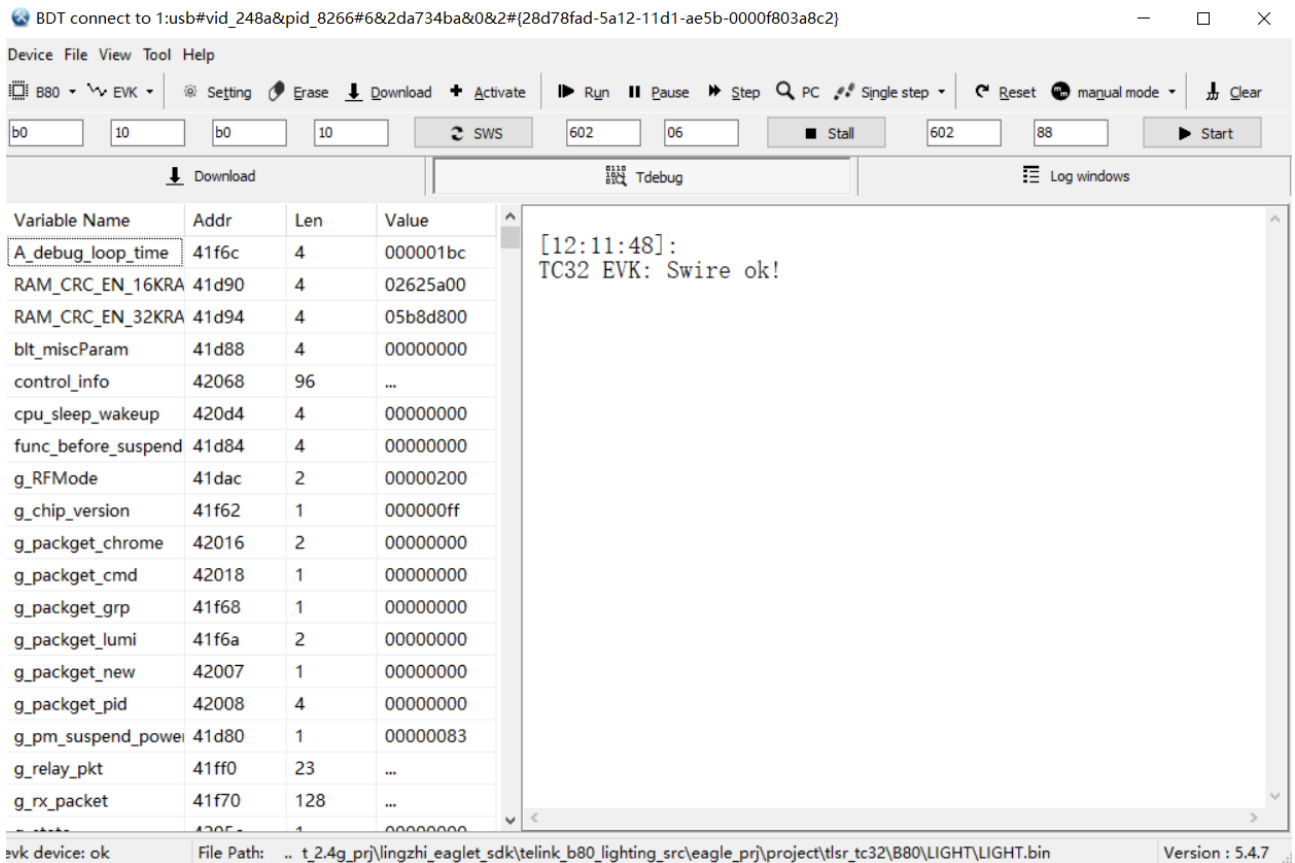 BDT connect to 1:usb#vid_248a&pid_8266#6&2da734ba&0&2#{28d78fad-5a12-11d1-ae5b-0000f803a8c2}
Device File View Tool Help
B80 EVK Setting Erase Download Activate Run Pause Step PC Single step Reset manual mode Clear
b0 10 b0 10 SWS 602 06 Stall 602 88 Start
Download Tdebug Log windows
Variable Name Addr Len Value
A_debug_loop_time 41f6c 4 000001bc
RAM_CRC_EN_16KRA 41d90 4 02625a00
RAM_CRC_EN_32KRA 41d94 4 05b8d800
blt_miscParam 41d88 4 00000000
control_info 42068 96 ...
cpu_sleep_wakeup 420d4 4 00000000
func_before_suspend 41d84 4 00000000
g_RFMode 41dac 2 00000200
g_chip_version 41f62 1 000000ff
g_packget_chrome 42016 2 00000000
g_packget_cmd 42018 1 00000000
g_packget_grp 41f68 1 00000000
g_packget_lumi 41f6a 2 00000000
g_packget_new 42007 1 00000000
g_packget_pid 42008 4 00000000
g_pm_suspend_power 41d80 1 00000083
g_relay_pkt 41ff0 23 ...
g_rx_packet 41f70 128 ...
[12:11:48]:
TC32 EVK: Swire ok!
evk device: ok File Path: .. t_2.4g_prj\lingzhi_eaglet_sdk\telink_b80_lighting_src\eagle_prj\project\tlsr_tc32\B80\LIGHT\LIGHT.bin Version : 5.4.7